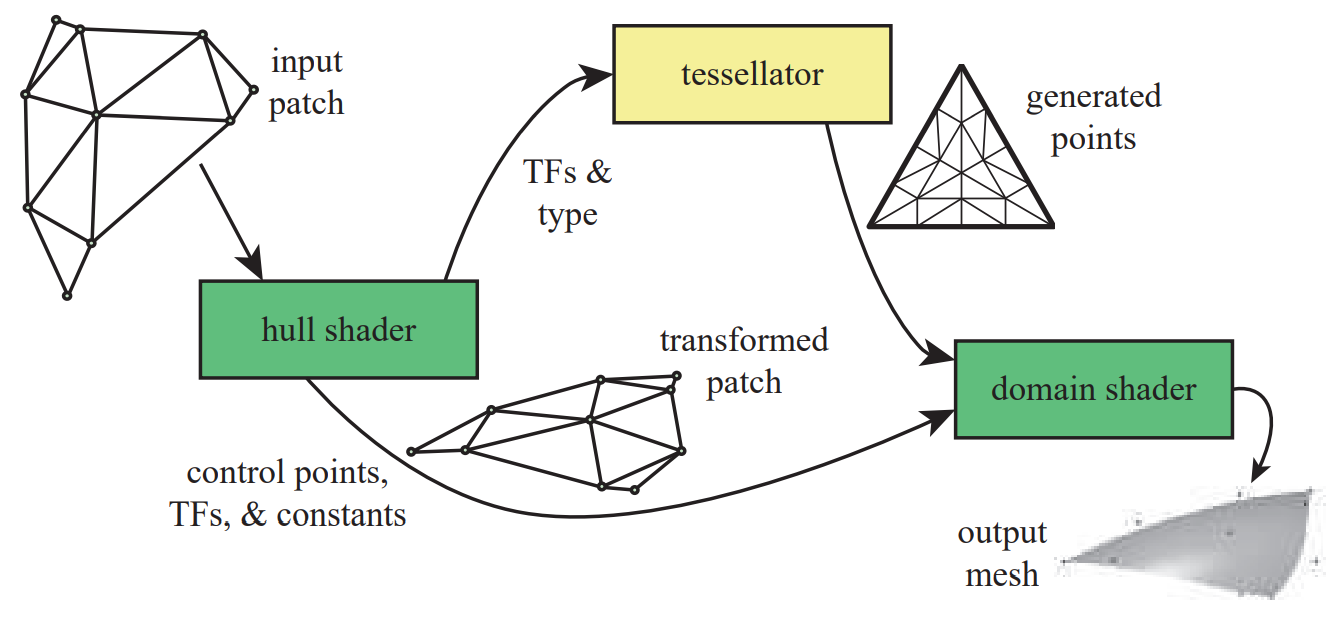 input
patch
tessellator
generated
points
TFs &
type
hull shader
transformed
patch
domain shader
control points,
TFs, & constants
output
mesh